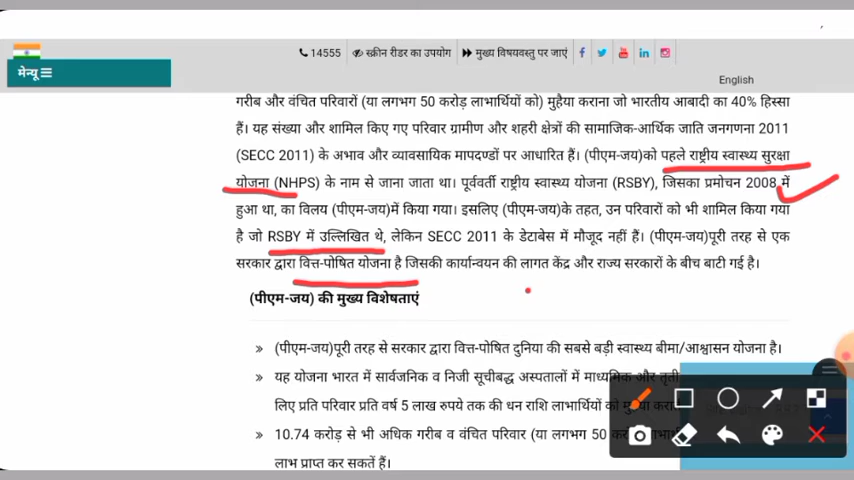 14555 स्क्रीन रीडर का उपयोग मुख्य विषयवस्तु पर जाएं f in
मेन्यू
English
गरीब और वंचित परिवारों (या लगभग 50 करोड़ लाभार्थियों को) मुहैया कराना जो भारतीय आबादी का 40% हिस्सा
हैं। यह संख्या और शामिल किए गए परिवार ग्रामीण और शहरी क्षेत्रों की सामाजिक-आर्थिक जाति जनगणना 2011
(SECC 2011) के अभाव और व्यावसायिक मापदण्डों पर आधारित हैं। (पीएम-जय)को पहले राष्ट्रीय स्वास्थ्य सुरक्षा
योजना (NHPS) के नाम से जाना जाता था। पूर्ववर्ती राष्ट्रीय स्वास्थ्य योजना (RSBY), जिसका प्रमोचन 2008 में
हुआ था, का विलय (पीएम-जय)में किया गया। इसलिए (पीएम-जय)के तहत, उन परिवारों को भी शामिल किया गया
है जो RSBY में उल्लिखित थे, लेकिन SECC 2011 के डेटाबेस में मौजूद नहीं हैं। (पीएम-जय)पूरी तरह से एक
सरकार द्वारा वित्त-पोषित योजना है जिसकी कार्यान्वयन की लागत केंद्र और राज्य सरकारों के बीच बाटी गई है।
(पीएम-जय) की मुख्य विशेषताएं
» (पीएम-जय)पूरी तरह से सरकार द्वारा वित्त-पोषित दुनिया की सबसे बड़ी स्वास्थ्य बीमा/आश्वासन योजना है।
» यह योजना भारत में सार्वजनिक व निजी सूचीबद्ध अस्पतालों में माध्यमिक और
लिए प्रति परिवार प्रति वर्ष 5 लाख रुपये तक की धन राशि लाभार्थियों को
» 10.74 करोड़ से भी अधिक गरीब व वंचित परिवार (या लगभग 50
लाभ प्राप्त कर सकतें हैं।